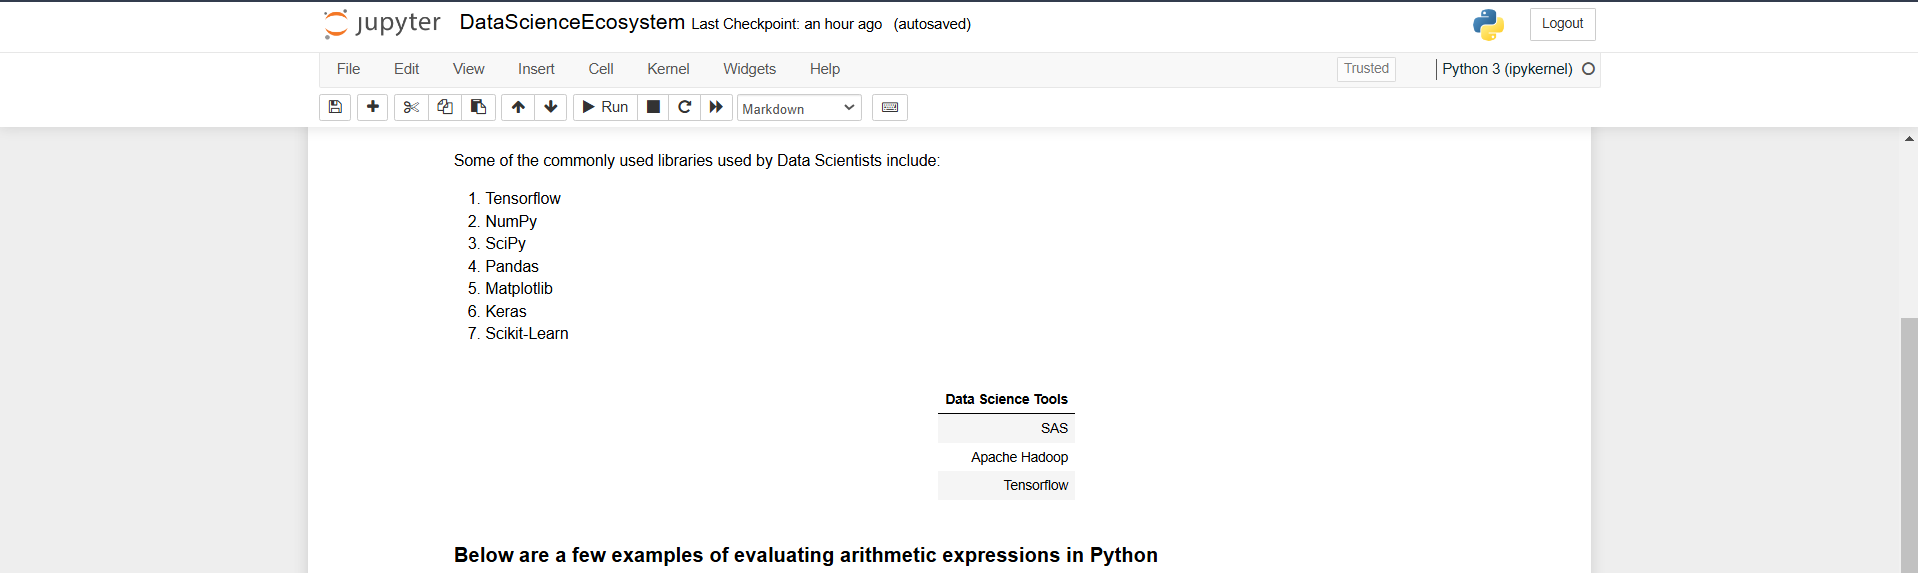 jupyter DataScienceEcosystem Last Checkpoint: an hour ago (autosaved) Logout
File Edit View Insert Cell Kernel Widgets Help Trusted Python 3 (ipykernel)
Run Markdown
Some of the commonly used libraries used by Data Scientists include:
1. Tensorflow
2. NumPy
3. SciPy
4. Pandas
5. Matplotlib
6. Keras
7. Scikit-Learn
Data Science Tools
SAS
Apache Hadoop
Tensorflow
Below are a few examples of evaluating arithmetic expressions in Python